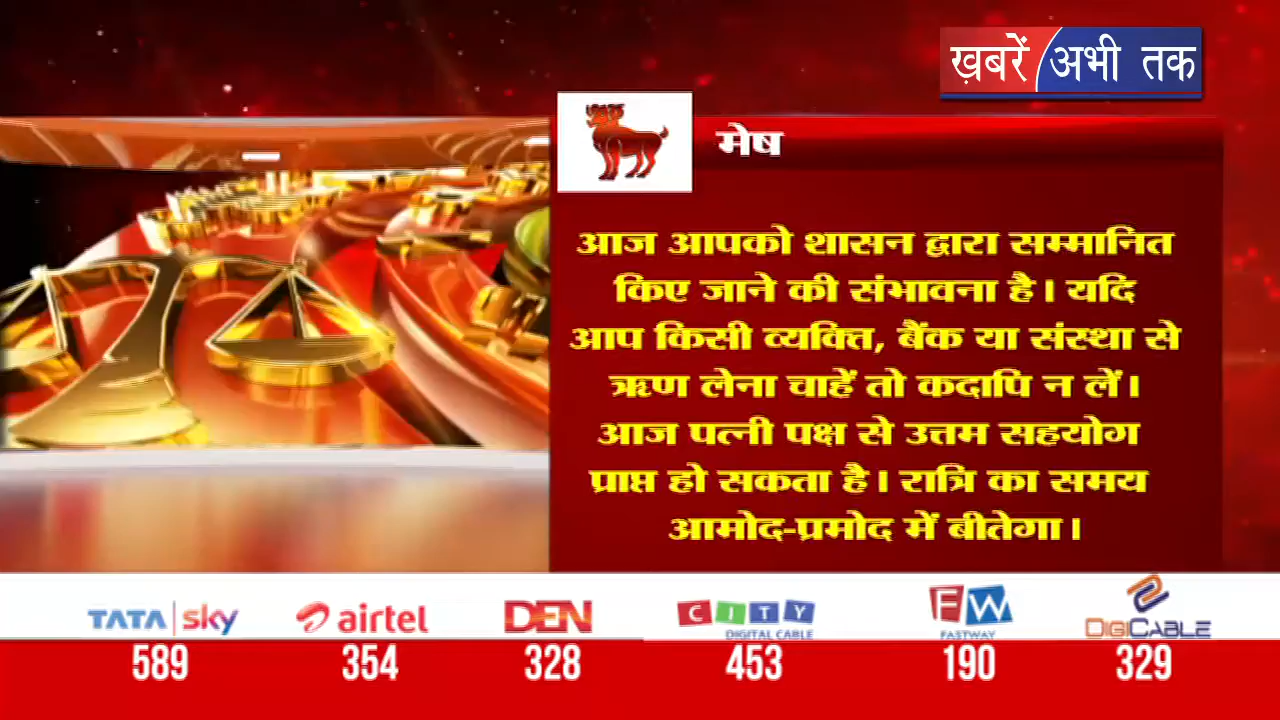 ख़बरें अभी तक
मेष
आज आपको शासन द्वारा सम्मानित
किए जाने की संभावना है। यदि
आप किसी व्यक्ति, बैंक या संस्था से
ऋण लेना चाहें तो कदापि न लें।
आज पत्नी पक्ष से उत्तम सहयोग
प्राप्त हो सकता है। रात्रि का समय
आमोद-प्रमोद में बीतेगा।
TATA sky airtel DEN CITY FW DIGICABLE
DIGITAL CABLE FASTWAY
589 354 328 453 190 329